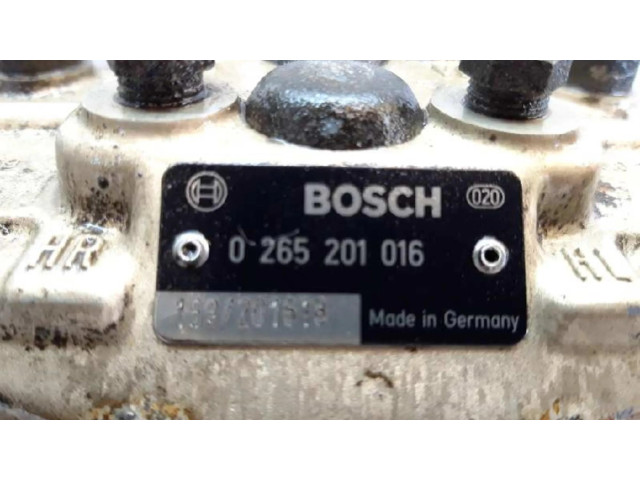 BOSCH 020
0 265 201 016
HR HL
Made in Germany